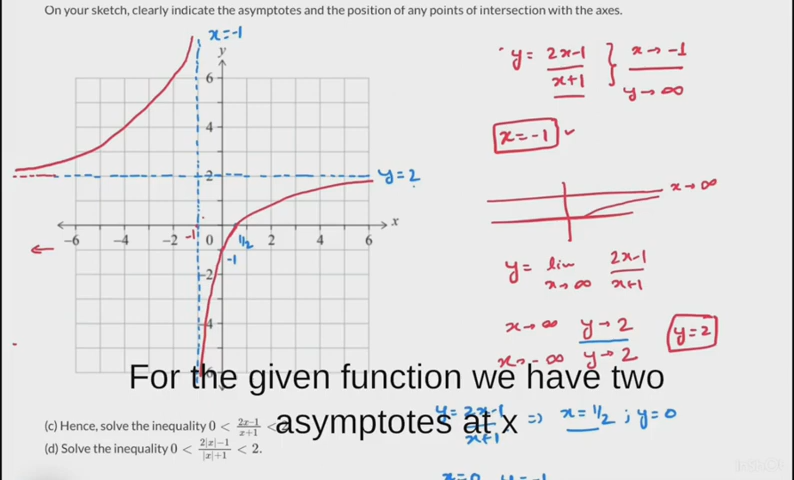 On your sketch, clearly indicate the asymptotes and the position of any points of intersection with the axes.
x=-1
y
6
4
2
y=2
x
-6 -4 -2 -1 0 1/2 2 4 6
-1
-2
-4
y = 2x-1/x+1 } x→-1
y→∞
x=-1
x→∞
y = lim x→∞ 2x-1/x+1
x→∞ y→2
x→-∞ y→2
y=2
For the given function we have two
asymptotes at x
y = 2x-1/x+1 => x=1/2 ; y=0
x=0 y=-1
(c) Hence, solve the inequality 0 < 2x-1/x+1 <
(d) Solve the inequality 0 < 2|x|-1/|x|+1 < 2.